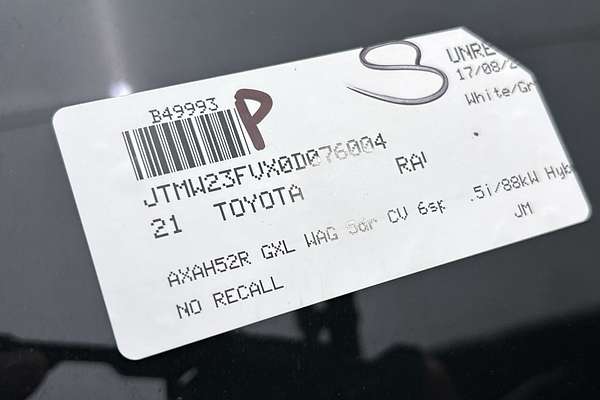 B49993 P S UNRE
17/08/2
JTMW23FVX0D076004 White/Gr
21 TOYOTA RAV
AXAH52R GXL WAG 5dr CV 6sp .5i/88kW Hyb
NO RECALL JM